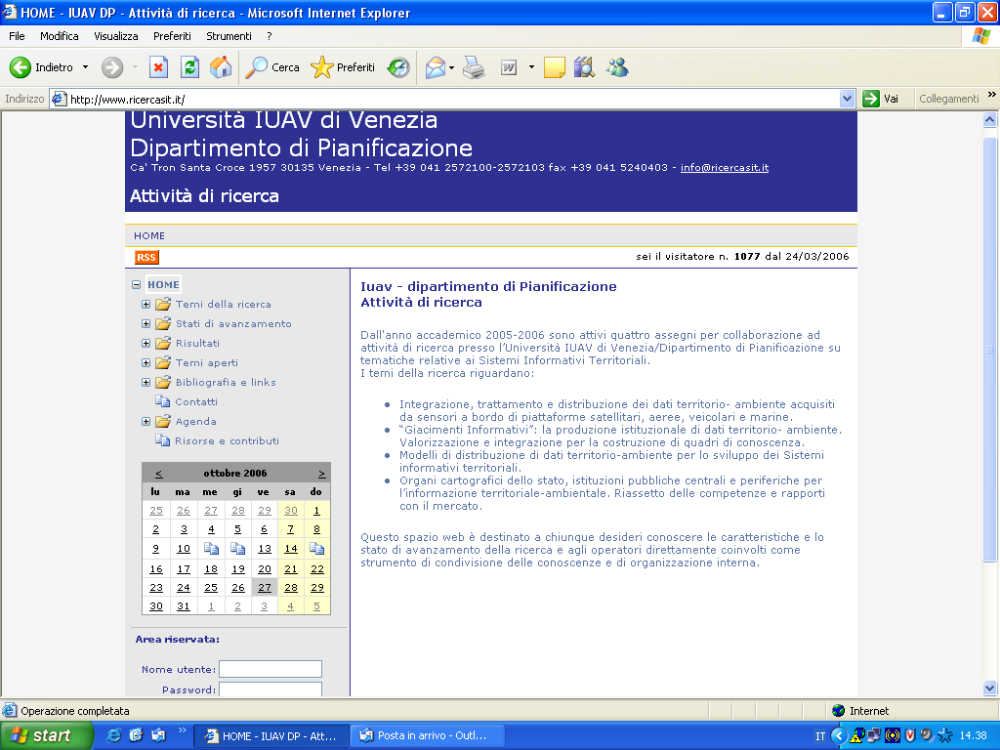 HOME - IUAV DP - Attività di ricerca - Microsoft Internet Explorer
File Modifica Visualizza Preferiti Strumenti ?
Indietro Cerca Preferiti
Indirizzo http://www.ricercasit.it/ Vai Collegamenti »
Università IUAV di Venezia
Dipartimento di Pianificazione
Ca' Tron Santa Croce 1957 30135 Venezia - Tel +39 041 2572100-2572103 fax +39 041 5240403 - info@ricercasit.it
Attività di ricerca
HOME
RSS sei il visitatore n. 1077 dal 24/03/2006
HOME
Temi della ricerca
Stati di avanzamento
Risultati
Temi aperti
Bibliografia e links
Contatti
Agenda
Risorse e contributi
< ottobre 2006 >
lu ma me gi ve sa do
25 26 27 28 29 30 1
2 3 4 5 6 7 8
9 10 13 14
16 17 18 19 20 21 22
23 24 25 26 27 28 29
30 31 1 2 3 4 5
Area riservata:
Nome utente:
Password:
Iuav - dipartimento di Pianificazione
Attività di ricerca
Dall'anno accademico 2005-2006 sono attivi quattro assegni per collaborazione ad
attività di ricerca presso l’Università IUAV di Venezia/Dipartimento di Pianificazione su
tematiche relative ai Sistemi Informativi Territoriali.
I temi della ricerca riguardano:
• Integrazione, trattamento e distribuzione dei dati territorio- ambiente acquisiti
da sensori a bordo di piattaforme satellitari, aeree, veicolari e marine.
• “Giacimenti Informativi”: la produzione istituzionale di dati territorio- ambiente.
Valorizzazione e integrazione per la costruzione di quadri di conoscenza.
• Modelli di distribuzione di dati territorio-ambiente per lo sviluppo dei Sistemi
informativi territoriali.
• Organi cartografici dello stato, istituzioni pubbliche centrali e periferiche per
l’informazione territoriale-ambientale. Riassetto delle competenze e rapporti
con il mercato.
Questo spazio web è destinato a chiunque desideri conoscere le caratteristiche e lo
stato di avanzamento della ricerca e agli operatori direttamente coinvolti come
strumento di condivisione delle conoscenze e di organizzazione interna.
Operazione completata Internet
start » HOME - IUAV DP - Att... Posta in arrivo - Outl... IT 14.38